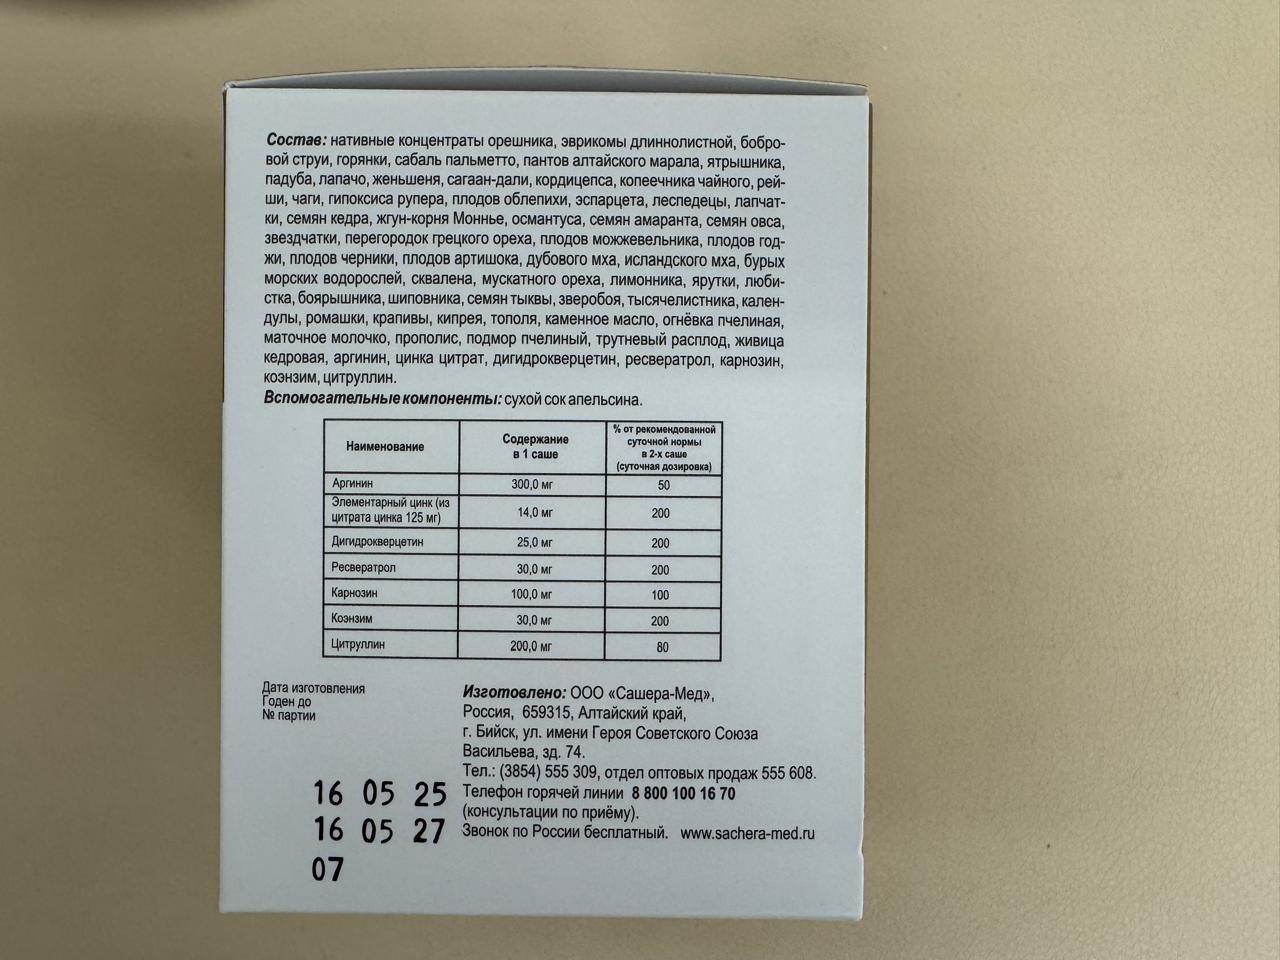 Состав: нативные концентраты орешника, эврикомы длиннолистной, бобро-
вой струи, горянки, сабаль пальметто, пантов алтайского марала, ятрышника,
падуба, лапачо, женьшеня, сагаан-дали, кордицепса, копеечника чайного, рей-
ши, чаги, гипоксиса рупера, плодов облепихи, эспарцета, леспедецы, лапчат-
ки, семян кедра, жгун-корня Моннье, османтуса, семян амаранта, семян овса,
звездчатки, перегородок грецкого ореха, плодов можжевельника, плодов год-
жи, плодов черники, плодов артишока, дубового мха, исландского мха, бурых
морских водорослей, сквалена, мускатного ореха, лимонника, ярутки, люби-
стка, боярышника, шиповника, семян тыквы, зверобоя, тысячелистника, кален-
дулы, ромашки, крапивы, кипрея, тополя, каменное масло, огнёвка пчелиная,
маточное молочко, прополис, подмор пчелиный, трутневый расплод, живица
кедровая, аргинин, цинка цитрат, дигидрокверцетин, ресвератрол, карнозин,
коэнзим, цитруллин.
Вспомогательные компоненты: сухой сок апельсина.
Наименование
Содержание
в 1 саше
% от рекомендованной
суточной нормы
в 2-х саше
(суточная дозировка)
Аргинин 300,0 мг 50
Элементарный цинк (из
цитрата цинка 125 мг) 14,0 мг 200
Дигидрокверцетин 25,0 мг 200
Ресвератрол 30,0 мг 200
Карнозин 100,0 мг 100
Коэнзим 30,0 мг 200
Цитруллин 200,0 мг 80
Дата изготовления
Годен до
№ партии
16 05 25
16 05 27
07
Изготовлено: ООО «Сашера-Мед»,
Россия, 659315, Алтайский край,
г. Бийск, ул. имени Героя Советского Союза
Васильева, зд. 74.
Тел.: (3854) 555 309, отдел оптовых продаж 555 608.
Телефон горячей линии 8 800 100 16 70
(консультации по приёму).
Звонок по России бесплатный. www.sachera-med.ru